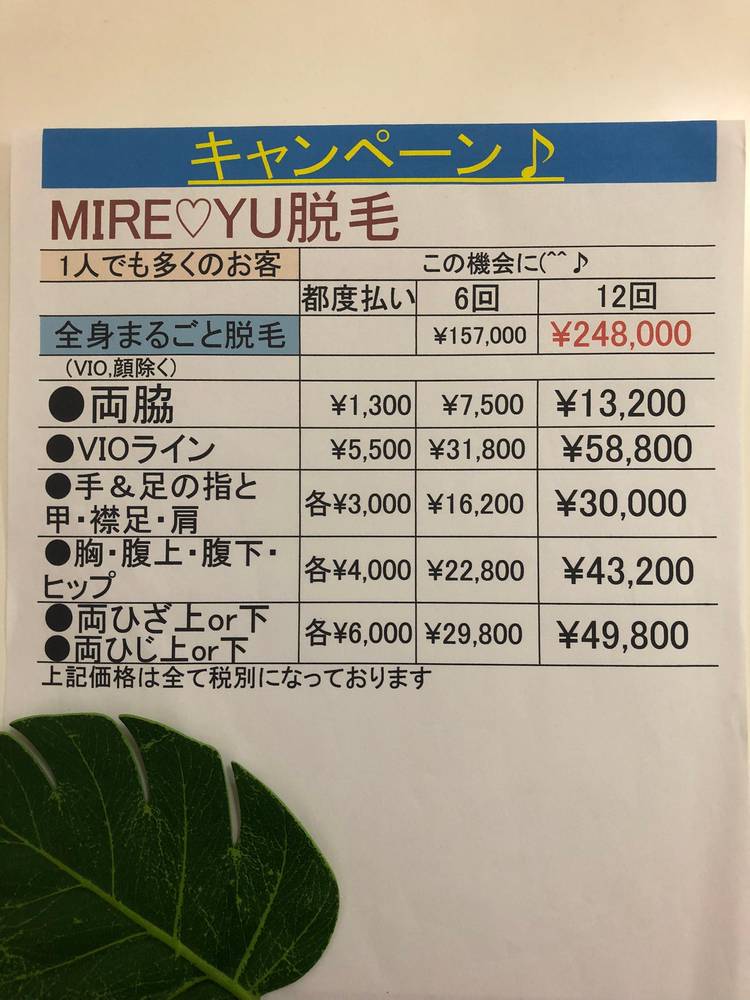 キャンペーン♪
MIRE♡YU脱毛
1人でも多くのお客 この機会に(^^♪
都度払い 6回 12回
全身まるごと脱毛 ¥157,000 ¥248,000
(VIO,顔除く)
●両脇 ¥1,300 ¥7,500 ¥13,200
●VIOライン ¥5,500 ¥31,800 ¥58,800
●手&足の指と
甲・襟足・肩 各¥3,000 ¥16,200 ¥30,000
●胸・腹上・腹下・
ヒップ 各¥4,000 ¥22,800 ¥43,200
●両ひざ上or下
●両ひじ上or下 各¥6,000 ¥29,800 ¥49,800
上記価格は全て税別になっております